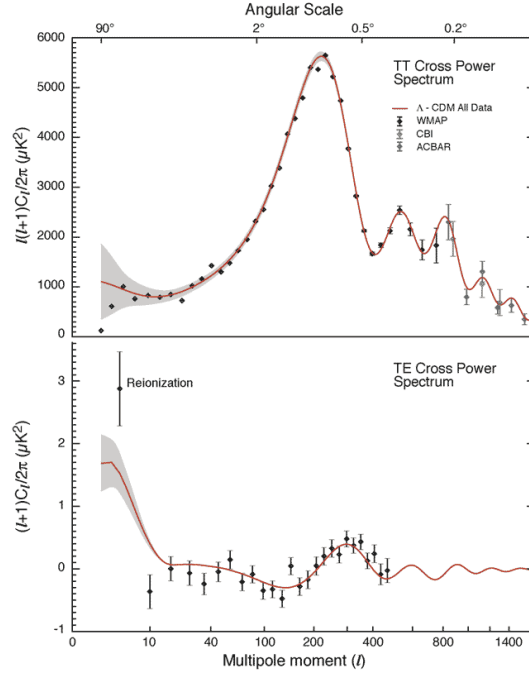 Angular Scale
90° 2° 0.5° 0.2°
6000
5000
4000
3000
2000
1000
0
l(l+1)Cl/2π (μK²)
TT Cross Power
Spectrum
Λ - CDM All Data
WMAP
CBI
ACBAR
TE Cross Power
Spectrum
Reionization
3
2
1
0
-1
(l+1)Cl/2π (μK²)
0 10 40 100 200 400 800 1400
Multipole moment (l)